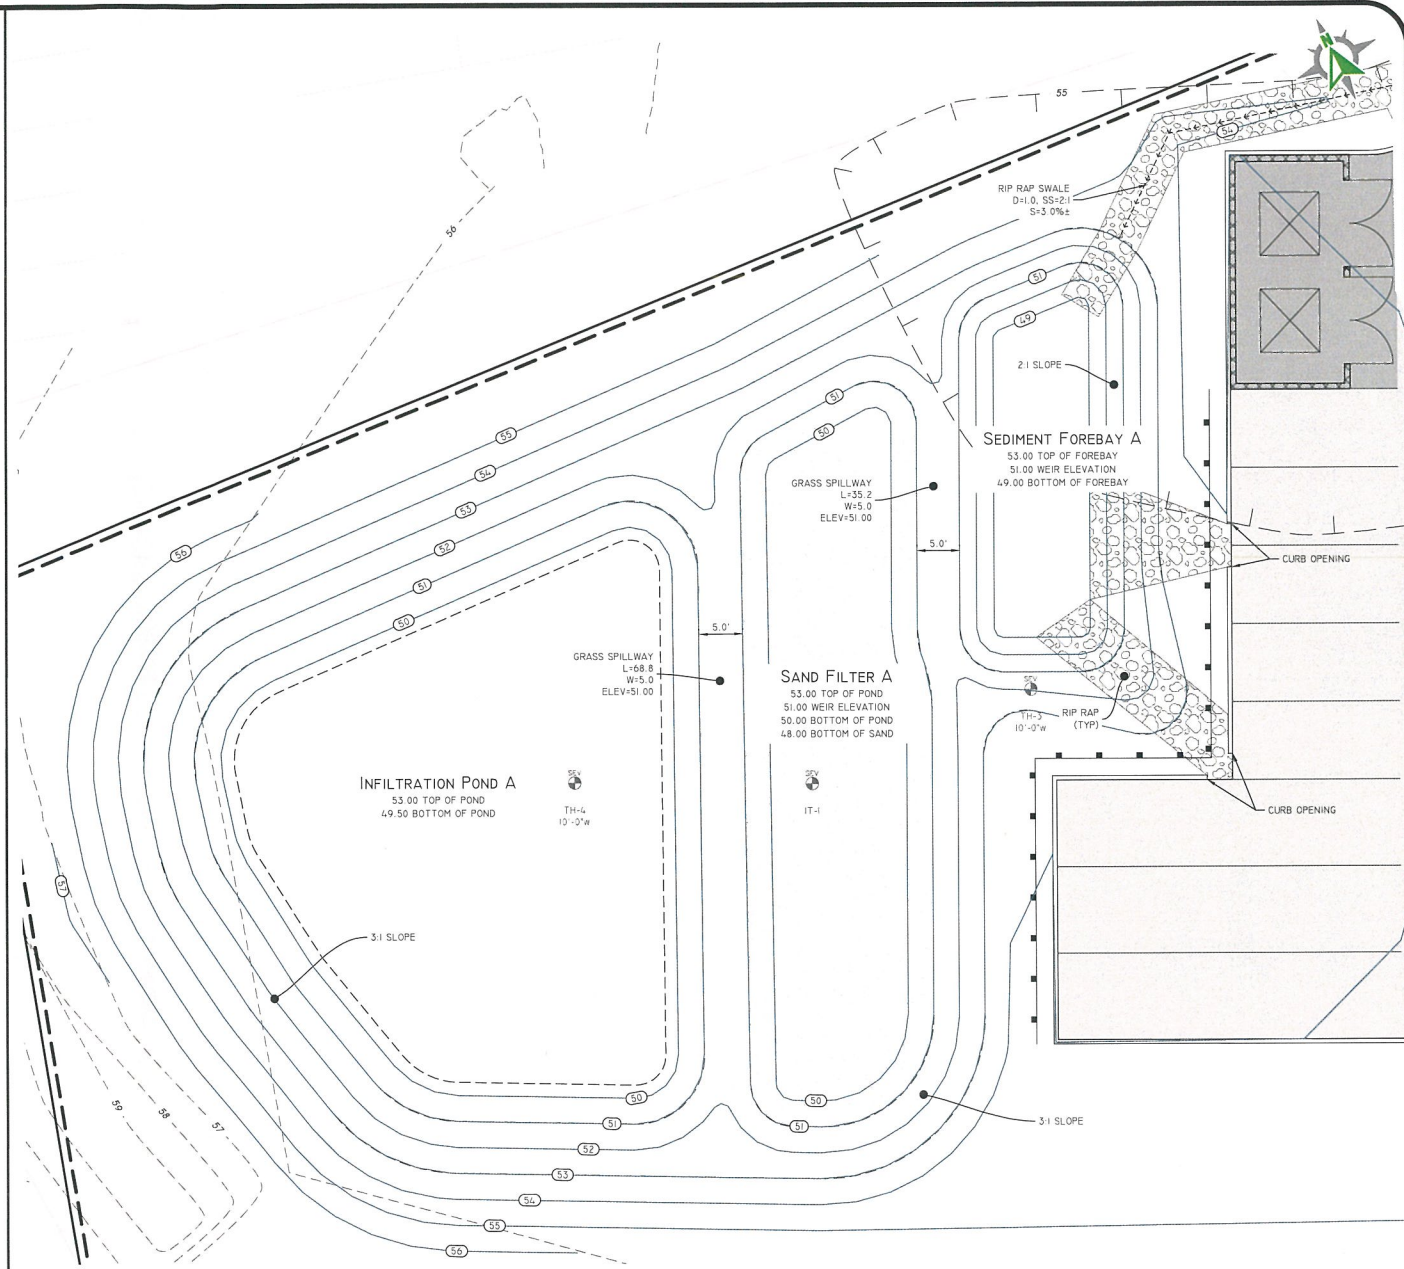 N
55
54
56
RIP RAP SWALE
D=1.0, SS=2:1
S=3.0%±
51
49
2:1 SLOPE
51
50
SEDIMENT FOREBAY A
53.00 TOP OF FOREBAY
51.00 WEIR ELEVATION
49.00 BOTTOM OF FOREBAY
GRASS SPILLWAY
L=35.2
W=5.0
ELEV=51.00
55
54
53
52
51
50
56
5.0'
CURB OPENING
5.0'
GRASS SPILLWAY
L=68.8
W=5.0
ELEV=51.00
SAND FILTER A
53.00 TOP OF POND
51.00 WEIR ELEVATION
50.00 BOTTOM OF POND
48.00 BOTTOM OF SAND
SEV
TH-3
10'-0"W
RIP RAP
(TYP)
INFILTRATION POND A
53.00 TOP OF POND
49.50 BOTTOM OF POND
SEV
TH-4
10'-0"W
SEV
IT-1
CURB OPENING
57
3:1 SLOPE
3:1 SLOPE
59
58
57
50
51
52
53
54
55
56
50
51